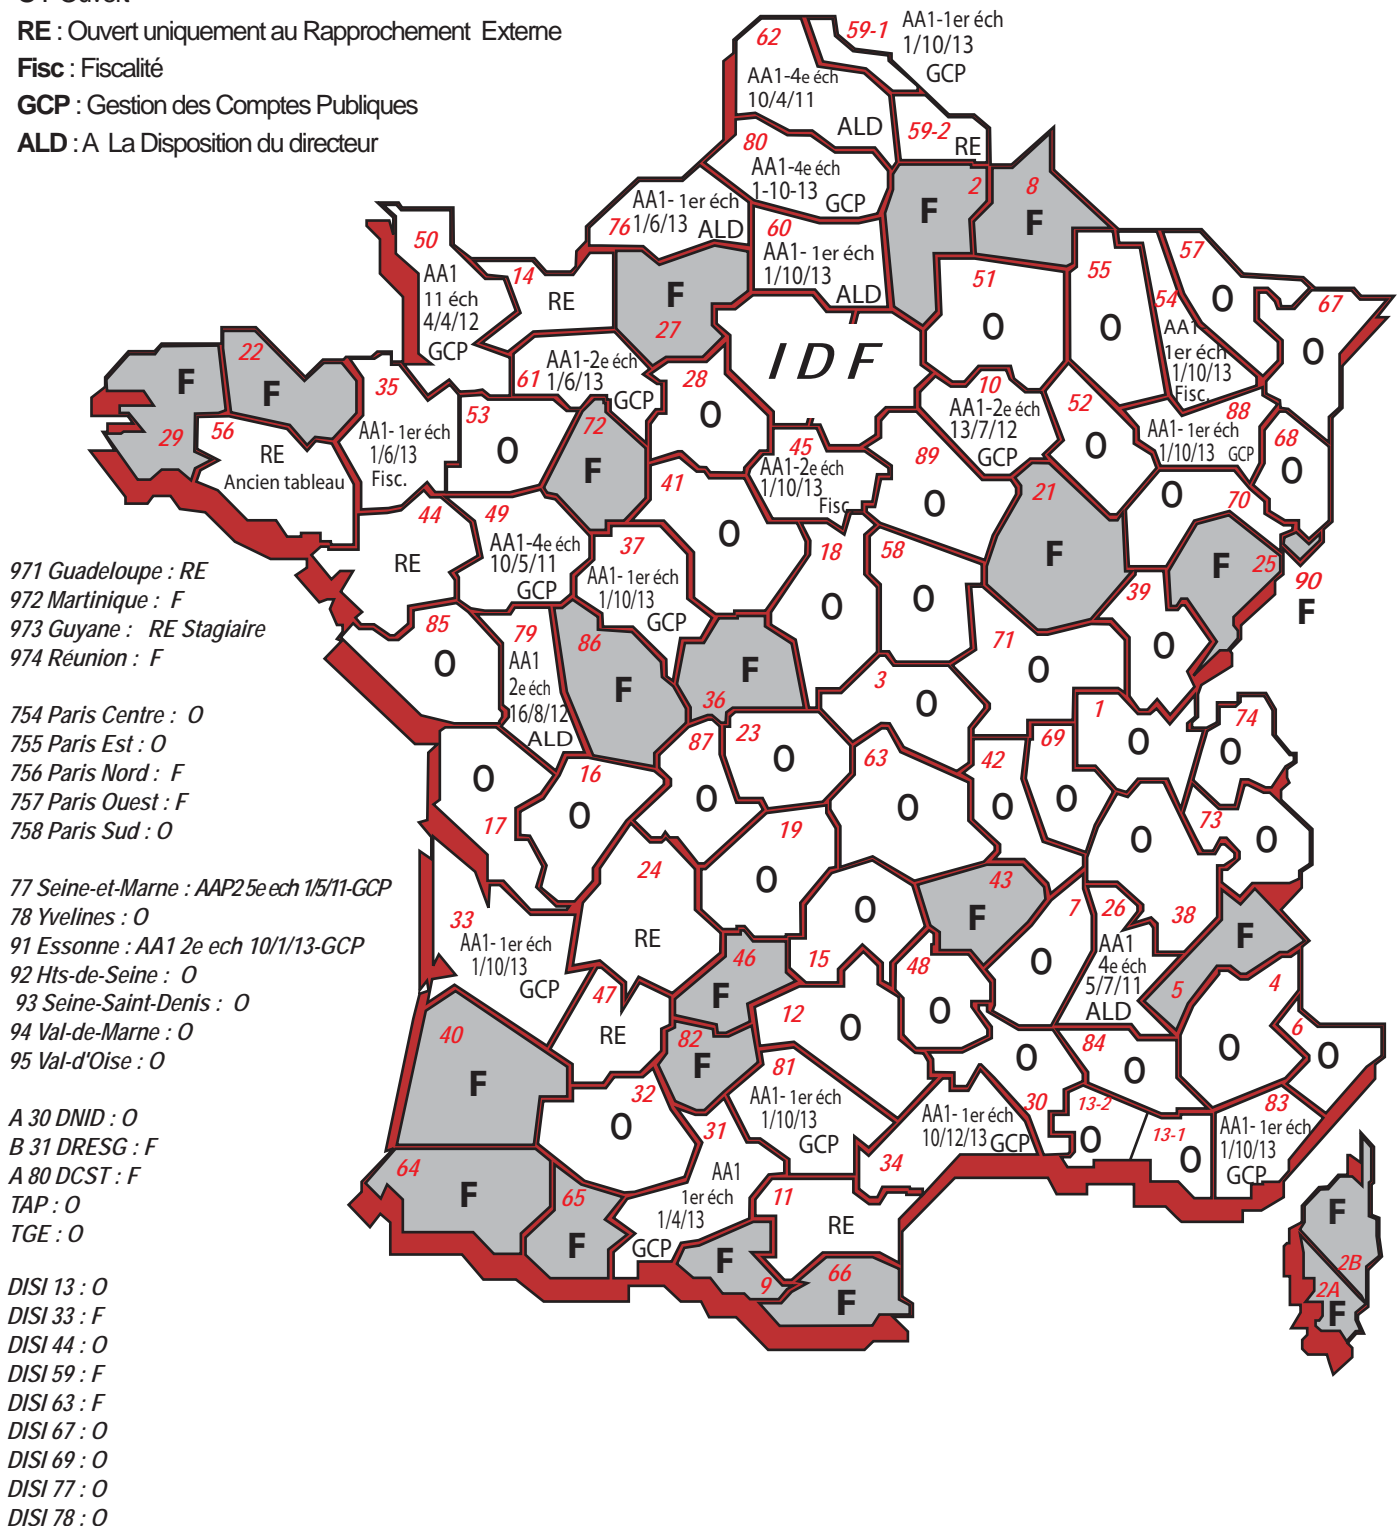 RE : Ouvert uniquement au Rapprochement Externe
Fisc : Fiscalité
GCP : Gestion des Comptes Publiques
ALD : A La Disposition du directeur
62
59-1
AA1-1er éch
1/10/13
GCP
AA1-4e éch
10/4/11
ALD
59-2
RE
80
AA1-4e éch
1-10-13
GCP
2
F
8
F
76
AA1- 1er éch
1/6/13
ALD
60
AA1- 1er éch
1/10/13
ALD
50
AA1
11 éch
4/4/12
GCP
14
RE
F
27
51
O
55
O
57
O
54
AA1
1er éch
1/10/13
Fisc.
67
O
IDF
22
F
F
29
56
RE
Ancien tableau
35
AA1- 1er éch
1/6/13
Fisc.
53
O
61
AA1-2e éch
1/6/13
GCP
72
F
28
O
10
AA1-2e éch
13/7/12
GCP
52
O
88
AA1- 1er éch
1/10/13 GCP
68
O
45
AA1-2e éch
1/10/13
Fisc
89
O
21
F
O
70
44
RE
49
AA1-4e éch
10/5/11
GCP
41
O
37
AA1- 1er éch
1/10/13
GCP
18
O
58
O
F
25
90
F
39
O
85
O
79
AA1
2e éch
16/8/12
ALD
86
F
F
36
3
O
71
O
1
O
74
O
17
O
16
O
87
O
23
O
63
O
42
O
69
O
73
O
24
RE
19
O
43
F
7
O
26
AA1
4e éch
5/7/11
ALD
38
O
33
AA1- 1er éch
1/10/13
GCP
46
F
15
O
48
O
F
5
4
O
6
O
47
RE
82
F
12
O
84
O
40
F
32
O
81
AA1- 1er éch
1/10/13
GCP
AA1- 1er éch
10/12/13 GCP
34
O
30
13-2
O
13-1
O
83
AA1- 1er éch
1/10/13
GCP
64
F
65
F
31
AA1
1er éch
1/4/13
GCP
11
RE
F
9
66
F
F
2B
2A
F
971 Guadeloupe : RE
972 Martinique : F
973 Guyane : RE Stagiaire
974 Réunion : F
754 Paris Centre : O
755 Paris Est : O
756 Paris Nord : F
757 Paris Ouest : F
758 Paris Sud : O
77 Seine-et-Marne : AAP2 5e ech 1/5/11-GCP
78 Yvelines : O
91 Essonne : AA1 2e ech 10/1/13-GCP
92 Hts-de-Seine : O
93 Seine-Saint-Denis : O
94 Val-de-Marne : O
95 Val-d'Oise : O
A 30 DNID : O
B 31 DRESG : F
A 80 DCST : F
TAP : O
TGE : O
DISI 13 : O
DISI 33 : F
DISI 44 : O
DISI 59 : F
DISI 63 : F
DISI 67 : O
DISI 69 : O
DISI 77 : O
DISI 78 : O